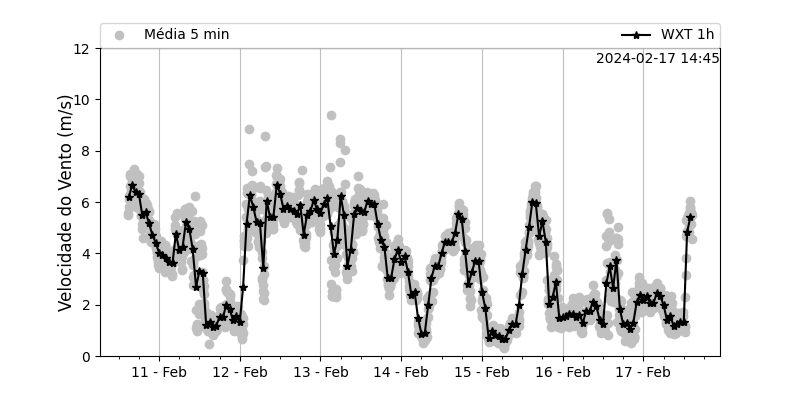 Média 5 min
WXT 1h
2024-02-17 14:45
Velocidade do Vento (m/s)
12
10
8
6
4
2
0
11 - Feb
12 - Feb
13 - Feb
14 - Feb
15 - Feb
16 - Feb
17 - Feb